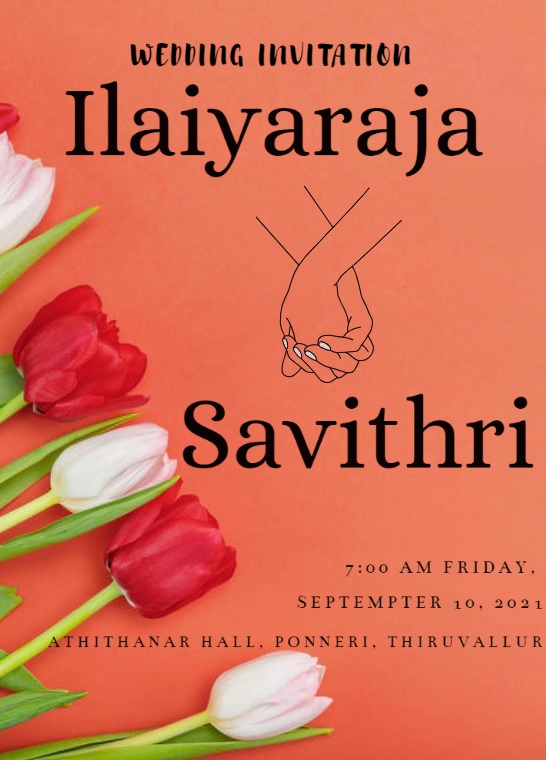 WEDDING INVITATION
Ilaiyaraja
Savithri
7:00 AM FRIDAY,
SEPTEMPTER 10, 2021
ATHITHANAR HALL, PONNERI, THIRUVALLUR